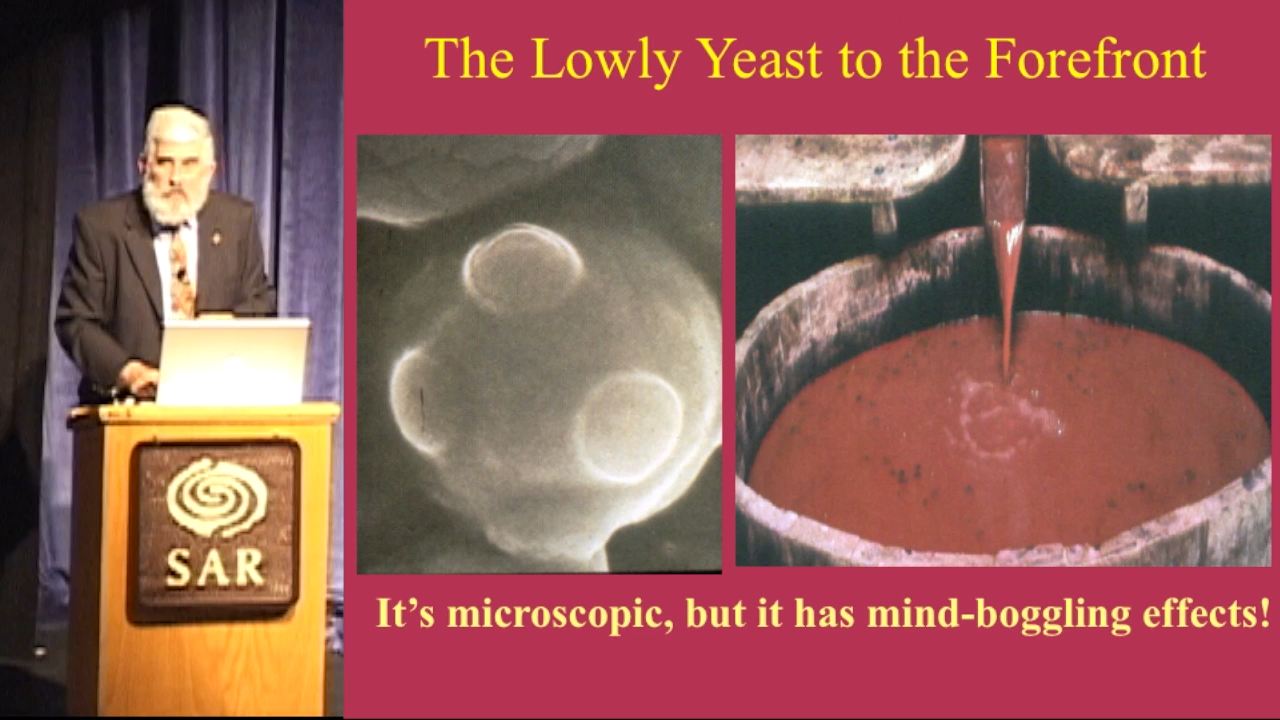 The Lowly Yeast to the Forefront
It’s microscopic, but it has mind-boggling effects!
SAR